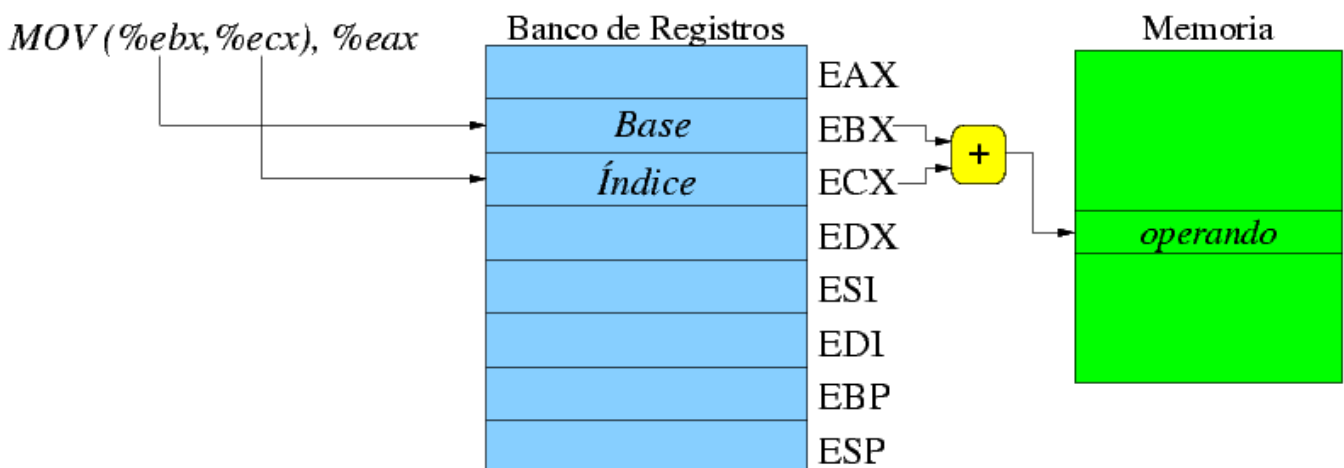 MOV (%ebx,%ecx), %eax
Banco de Registros
Memoria
EAX
Base
EBX
+
Índice
ECX
EDX
operando
ESI
EDI
EBP
ESP